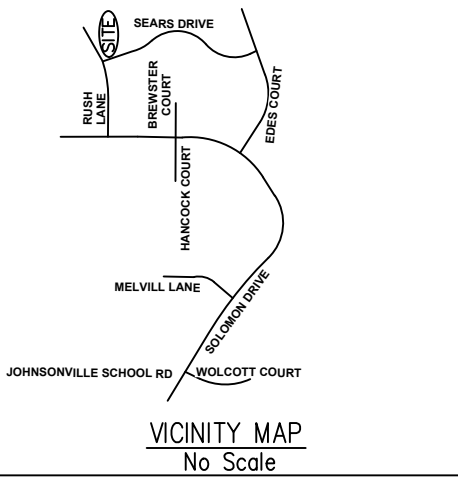 SEARS DRIVE
SITE
RUSH
LANE
BREWSTER
COURT
EDES COURT
HANCOCK COURT
MELVILL LANE
SOLOMON DRIVE
JOHNSONVILLE SCHOOL RD
WOLCOTT COURT
VICINITY MAP
No Scale